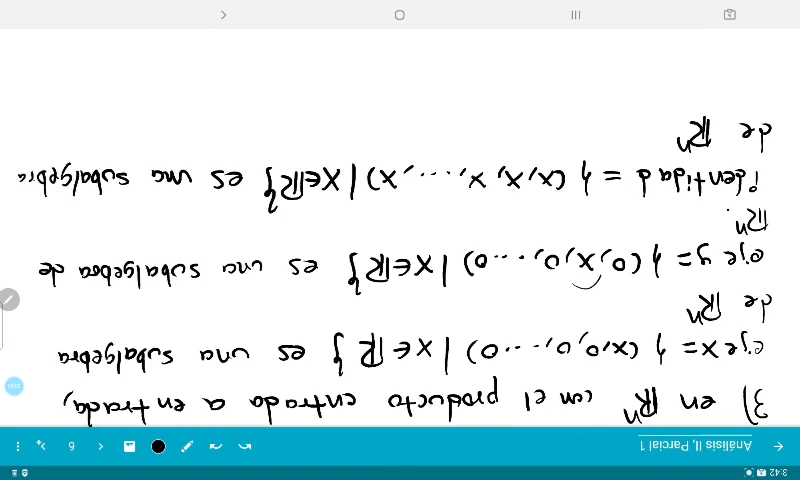 3:42
Análisis II, Parcial 1
6
3) en ℝⁿ con el producto entrada a entrada,
eje x = { (x,0,0,...,0) | x∈ℝ } es una subalgebra
de ℝⁿ
eje y = { (0,x,0,...,0) | x∈ℝ } es una subalgebra de
ℝⁿ.
identidad = { (x,x,x,...,x) | x∈ℝ } es una subalgebra
de ℝⁿ